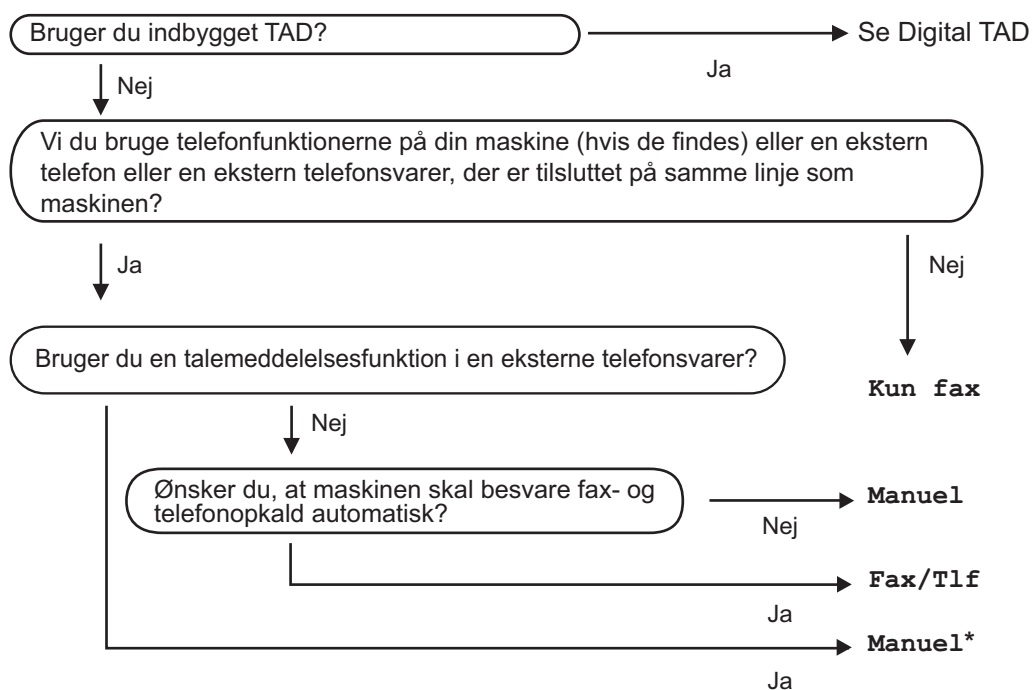 Bruger du indbygget TAD?
Se Digital TAD
Ja
Nej
Vi du bruge telefonfunktionerne på din maskine (hvis de findes) eller en ekstern
telefon eller en ekstern telefonsvarer, der er tilsluttet på samme linje som
maskinen?
Ja
Nej
Bruger du en talemeddelelsesfunktion i en eksterne telefonsvarer?
Kun fax
Nej
Ønsker du, at maskinen skal besvare fax- og
telefonopkald automatisk?
Manuel
Nej
Fax/Tlf
Ja
Manuel*
Ja